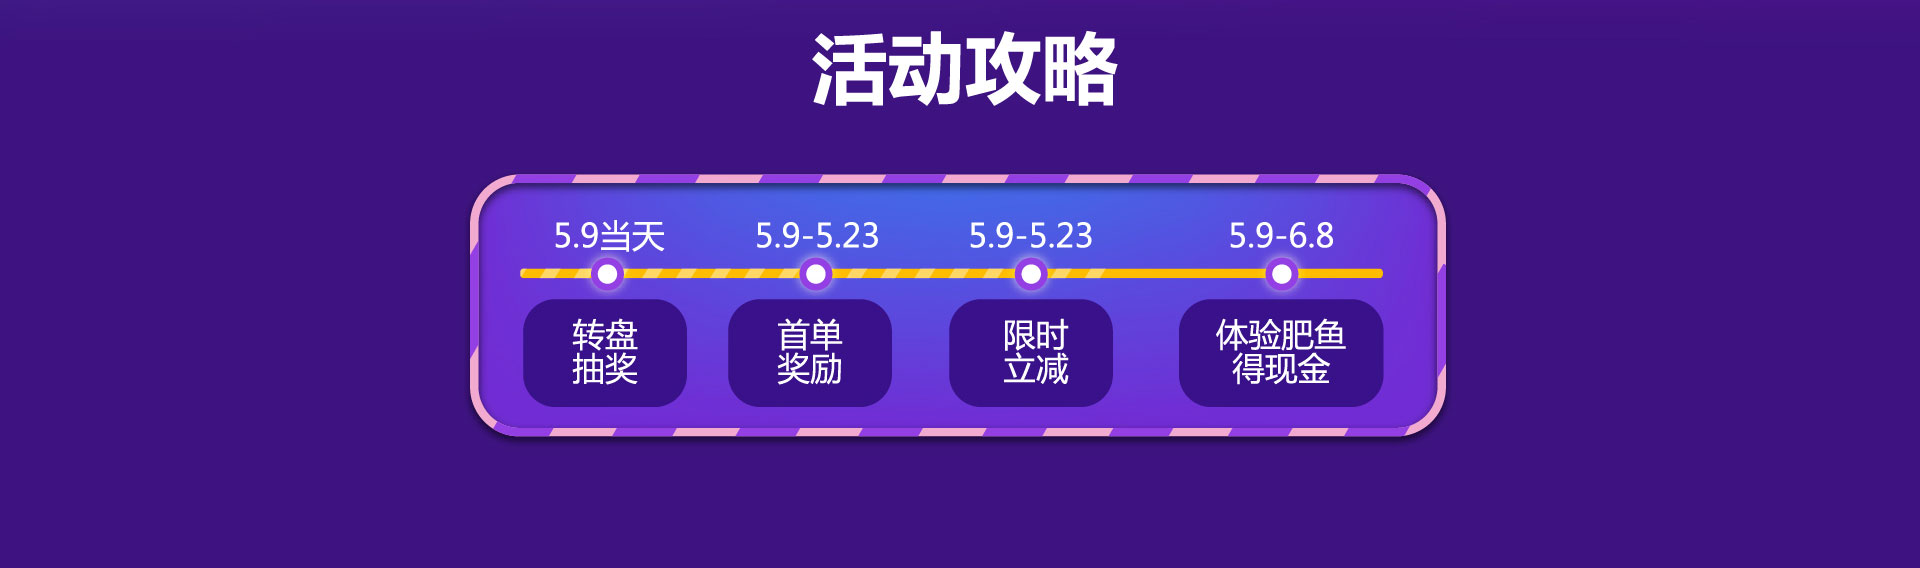 活动攻略
5.9当天
5.9-5.23
5.9-5.23
5.9-6.8
转盘
抽奖
首单
奖励
限时
立减
体验肥鱼
得现金